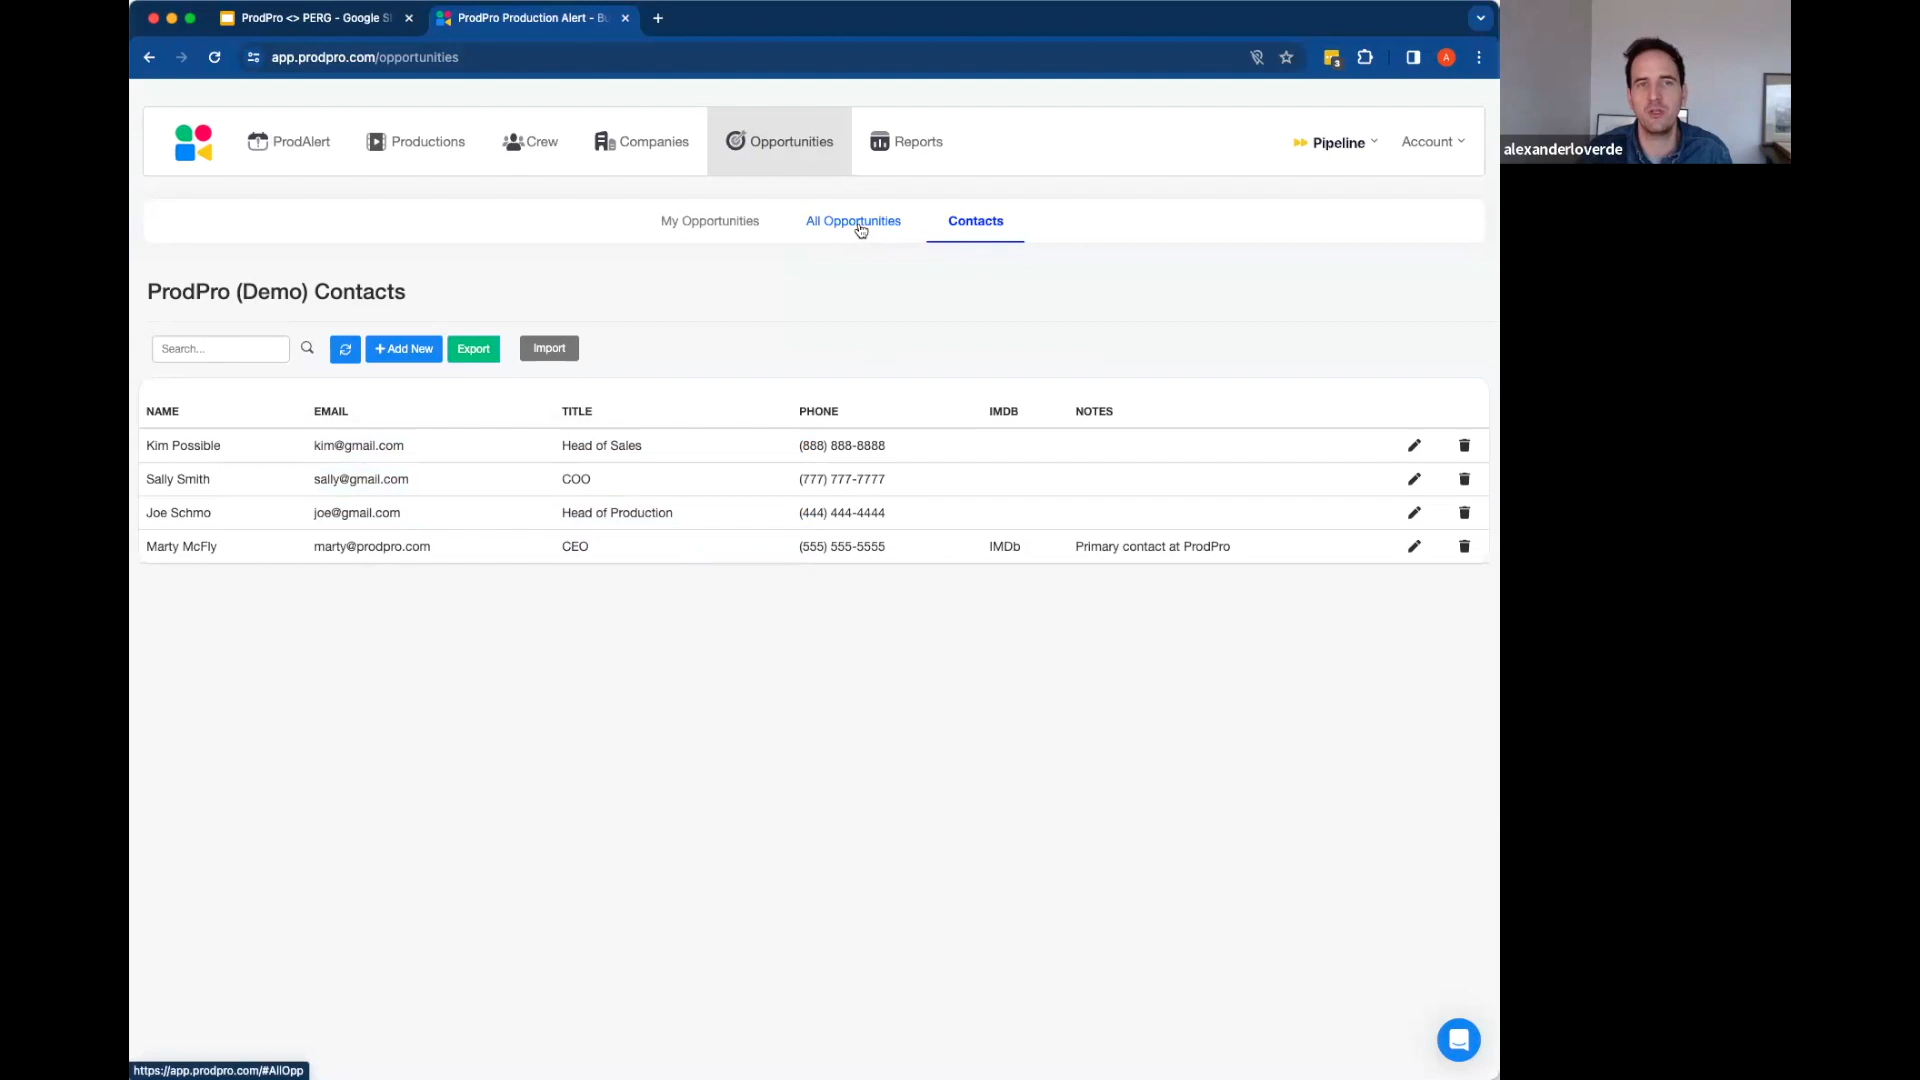 ProdPro <> PERG - Google Sl
ProdPro Production Alert - Bu
app.prodpro.com/opportunities
3
A
alexanderloverde
ProdAlert
Productions
Crew
Companies
Opportunities
Reports
Pipeline
Account
My Opportunities
All Opportunities
Contacts
ProdPro (Demo) Contacts
Search...
+ Add New
Export
Import
NAME EMAIL TITLE PHONE IMDB NOTES
Kim Possible kim@gmail.com Head of Sales (888) 888-8888
Sally Smith sally@gmail.com COO (777) 777-7777
Joe Schmo joe@gmail.com Head of Production (444) 444-4444
Marty McFly marty@prodpro.com CEO (555) 555-5555 IMDb Primary contact at ProdPro
https://app.prodpro.com/#AllOpp